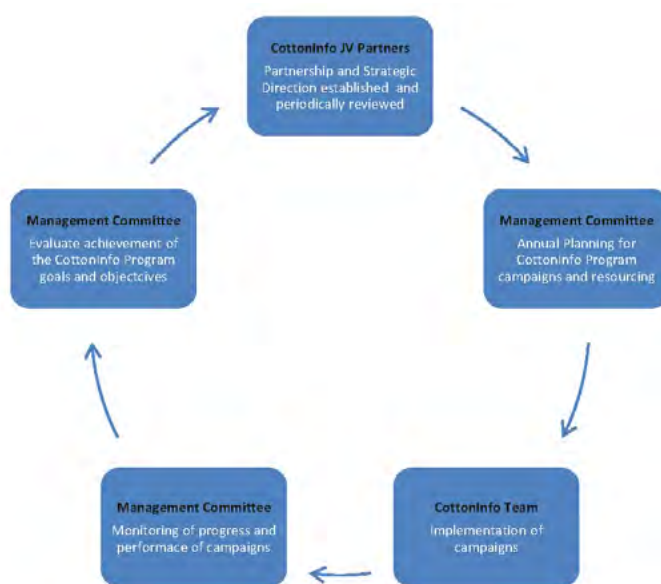 CottonInfo JV Partners
Partnership and Strategic
Direction established and
periodically reviewed
Management Committee
Annual Planning for
CottonInfo Program
campaigns and resourcing
CottonInfo Team
Implementation of
campaigns
Management Committee
Monitoring of progress and
performace of campaigns
Management Committee
Evaluate achievement of
the CottonInfo Program
goals and objectcives